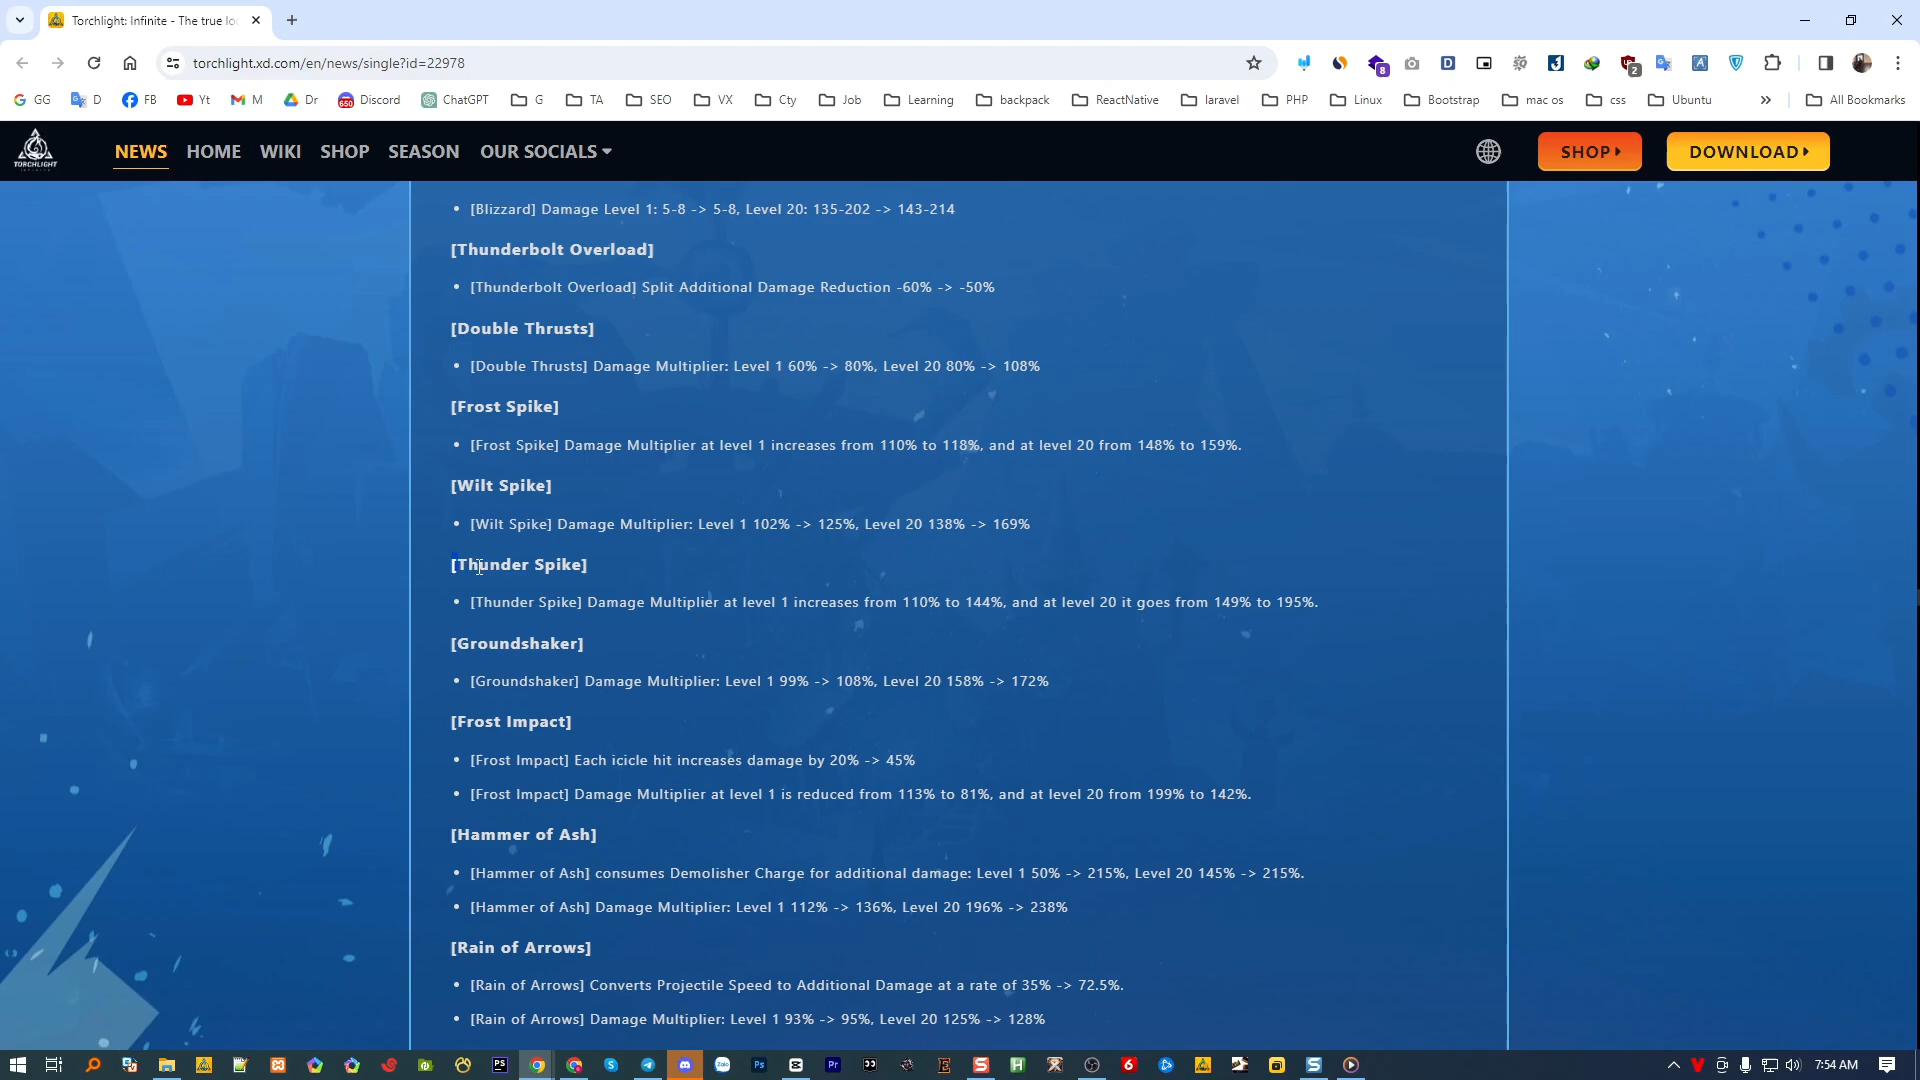 Torchlight: Infinite - The true lo
torchlight.xd.com/en/news/single?id=22978
8
2
GG
D
FB
Yt
M
Dr
Discord
ChatGPT
G
TA
SEO
VX
Cty
Job
Learning
backpack
ReactNative
laravel
PHP
Linux
Bootstrap
mac os
css
Ubuntu
All Bookmarks
TORCHLIGHT
INFINITE
NEWS
HOME
WIKI
SHOP
SEASON
OUR SOCIALS
SHOP
DOWNLOAD
• [Blizzard] Damage Level 1: 5-8 -> 5-8, Level 20: 135-202 -> 143-214
[Thunderbolt Overload]
• [Thunderbolt Overload] Split Additional Damage Reduction -60% -> -50%
[Double Thrusts]
• [Double Thrusts] Damage Multiplier: Level 1 60% -> 80%, Level 20 80% -> 108%
[Frost Spike]
• [Frost Spike] Damage Multiplier at level 1 increases from 110% to 118%, and at level 20 from 148% to 159%.
[Wilt Spike]
• [Wilt Spike] Damage Multiplier: Level 1 102% -> 125%, Level 20 138% -> 169%
[Thunder Spike]
• [Thunder Spike] Damage Multiplier at level 1 increases from 110% to 144%, and at level 20 it goes from 149% to 195%.
[Groundshaker]
• [Groundshaker] Damage Multiplier: Level 1 99% -> 108%, Level 20 158% -> 172%
[Frost Impact]
• [Frost Impact] Each icicle hit increases damage by 20% -> 45%
• [Frost Impact] Damage Multiplier at level 1 is reduced from 113% to 81%, and at level 20 from 199% to 142%.
[Hammer of Ash]
• [Hammer of Ash] consumes Demolisher Charge for additional damage: Level 1 50% -> 215%, Level 20 145% -> 215%.
• [Hammer of Ash] Damage Multiplier: Level 1 112% -> 136%, Level 20 196% -> 238%
[Rain of Arrows]
• [Rain of Arrows] Converts Projectile Speed to Additional Damage at a rate of 35% -> 72.5%.
• [Rain of Arrows] Damage Multiplier: Level 1 93% -> 95%, Level 20 125% -> 128%
7:54 AM